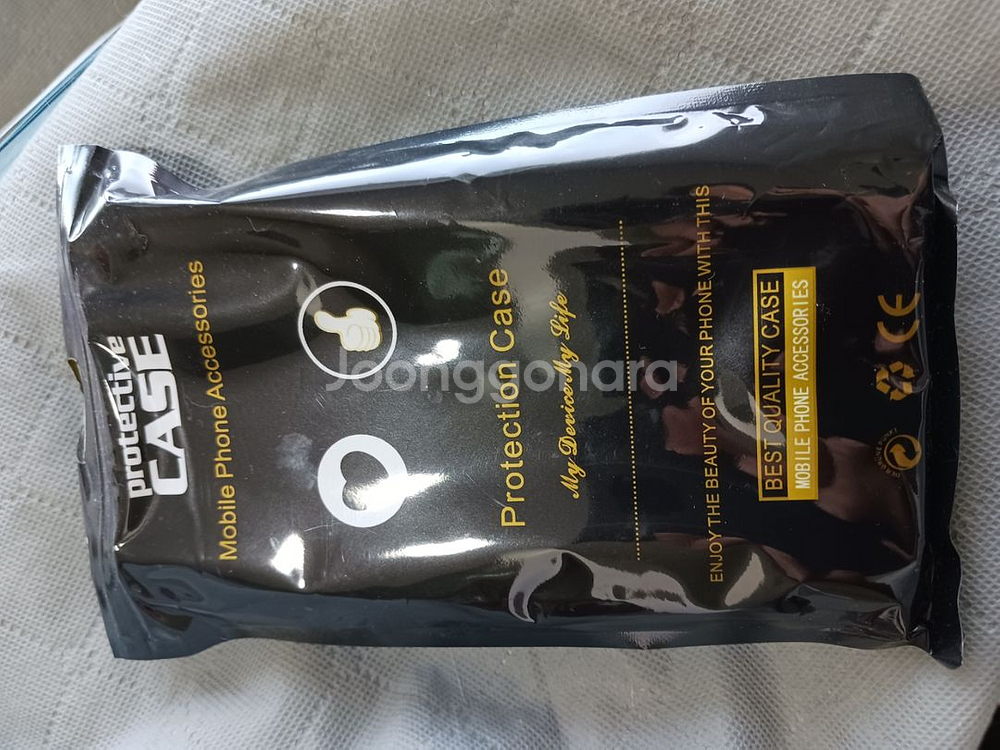 protective
CASE
Mobile Phone Accessories
Protection Case
My Device My Life
ENJOY THE BEAUTY OF YOUR PHONE WITH THIS
BEST QUALITY CASE
MOBILE PHONE ACCESSORIES
CE
Joonggonara